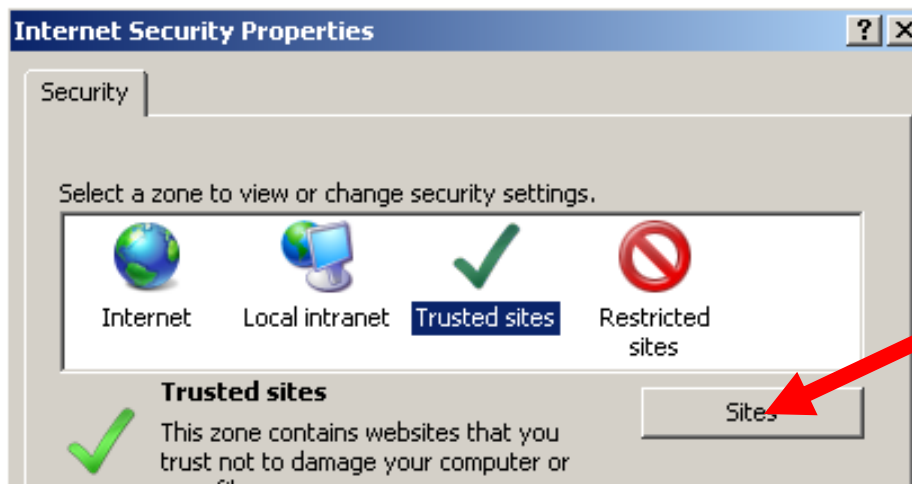 Internet Security Properties
Security
Select a zone to view or change security settings.
Internet Local intranet Trusted sites Restricted sites
Trusted sites
Sites
This zone contains websites that you
trust not to damage your computer or